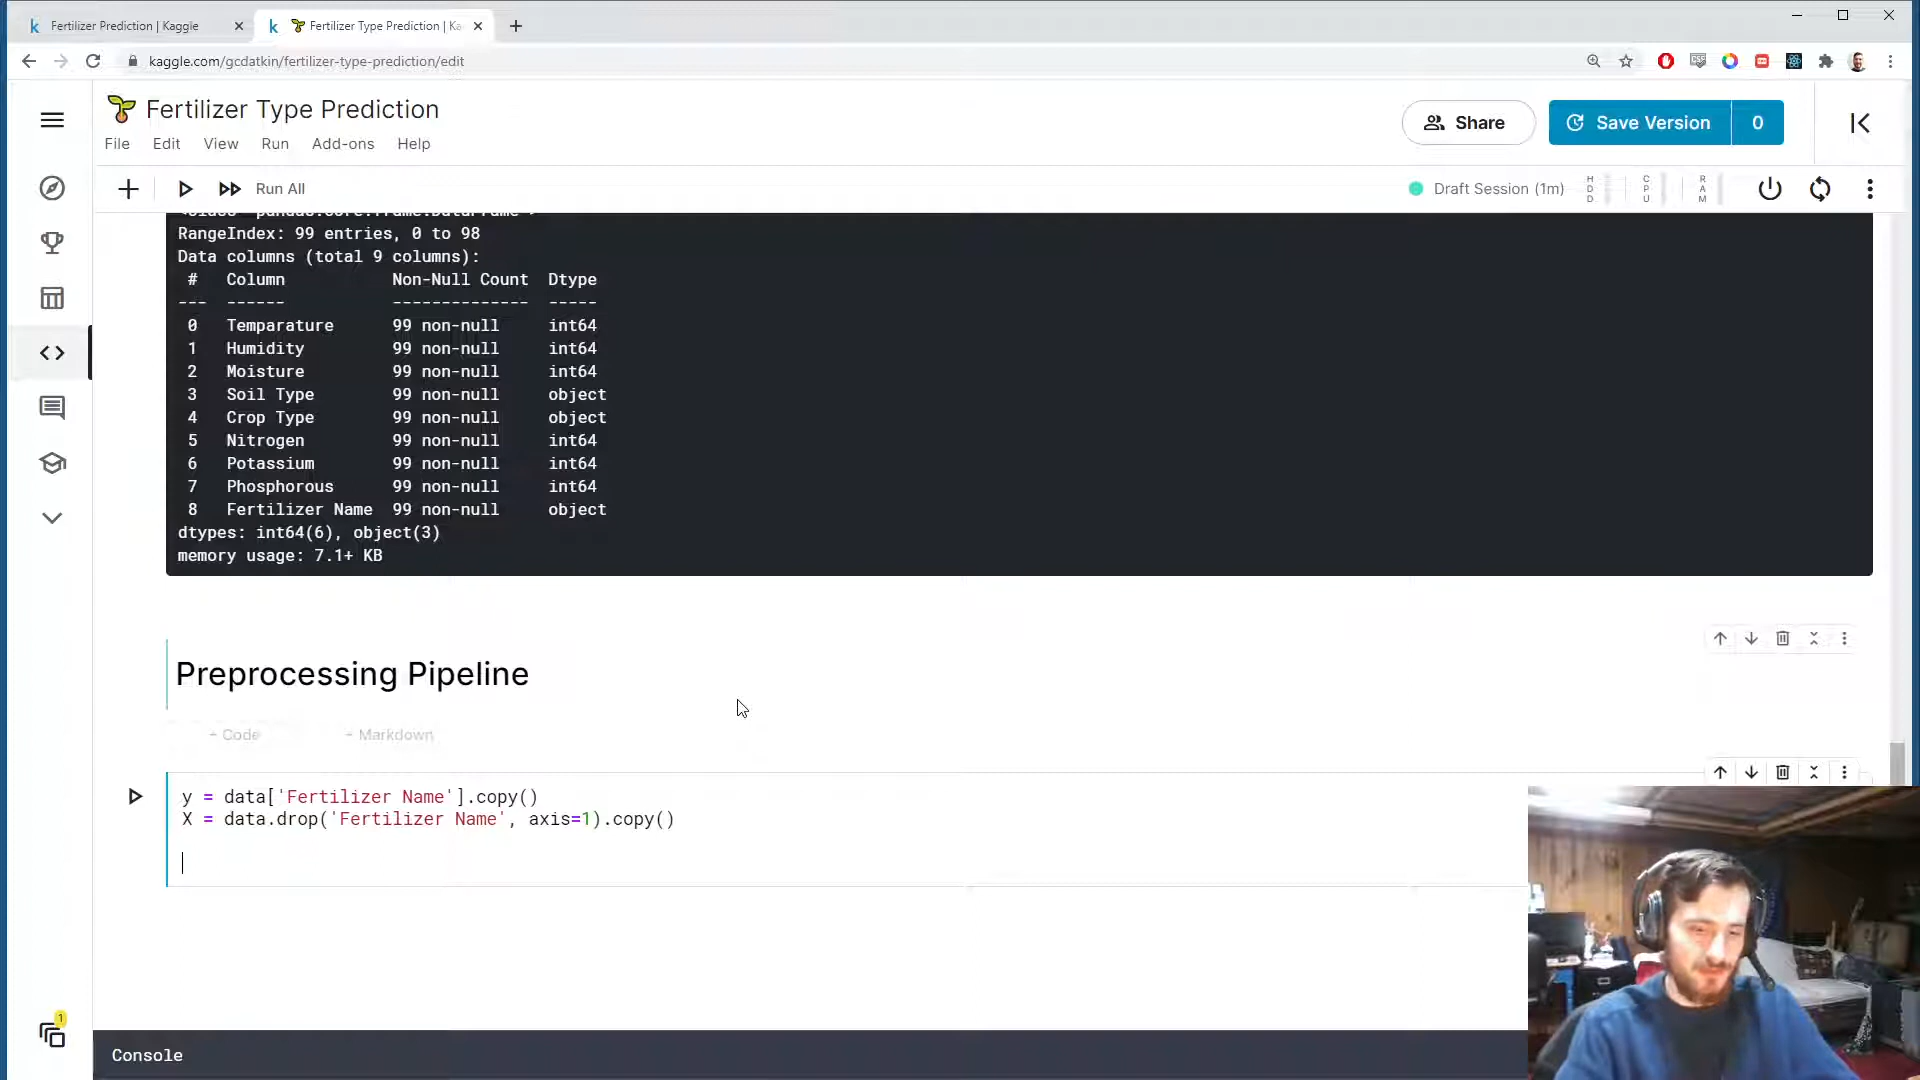 Fertilizer Prediction | Kaggle
Fertilizer Type Prediction | Ka
kaggle.com/gcdatkin/fertilizer-type-prediction/edit
Fertilizer Type Prediction
Share
Save Version
0
File Edit View Run Add-ons Help
Run All
Draft Session (1m)
HDD
CPU
RAM
RangeIndex: 99 entries, 0 to 98
Data columns (total 9 columns):
# Column Non-Null Count Dtype
--- ------ -------------- -----
0 Temparature 99 non-null int64
1 Humidity 99 non-null int64
2 Moisture 99 non-null int64
3 Soil Type 99 non-null object
4 Crop Type 99 non-null object
5 Nitrogen 99 non-null int64
6 Potassium 99 non-null int64
7 Phosphorous 99 non-null int64
8 Fertilizer Name 99 non-null object
dtypes: int64(6), object(3)
memory usage: 7.1+ KB
Preprocessing Pipeline
+ Code + Markdown
y = data['Fertilizer Name'].copy()
X = data.drop('Fertilizer Name', axis=1).copy()
1
Console